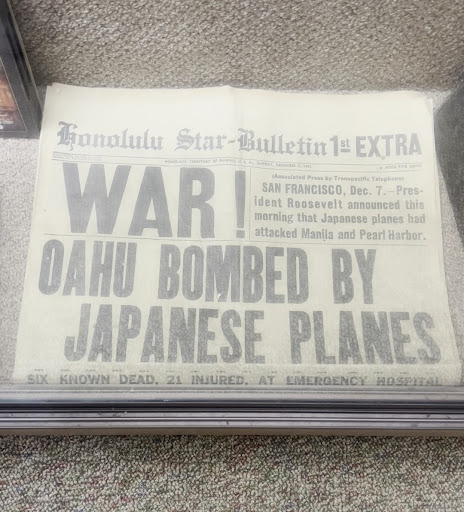 Honolulu Star-Bulletin 1st EXTRA
WAR!
(Associated Press by Transpacific Telephone)
SAN FRANCISCO, Dec. 7.—Pres-
ident Roosevelt announced this
morning that Japanese planes had
attacked Manila and Pearl Harbor.
OAHU BOMBED BY
JAPANESE PLANES
SIX KNOWN DEAD, 21 INJURED, AT EMERGENCY HOSPITAL